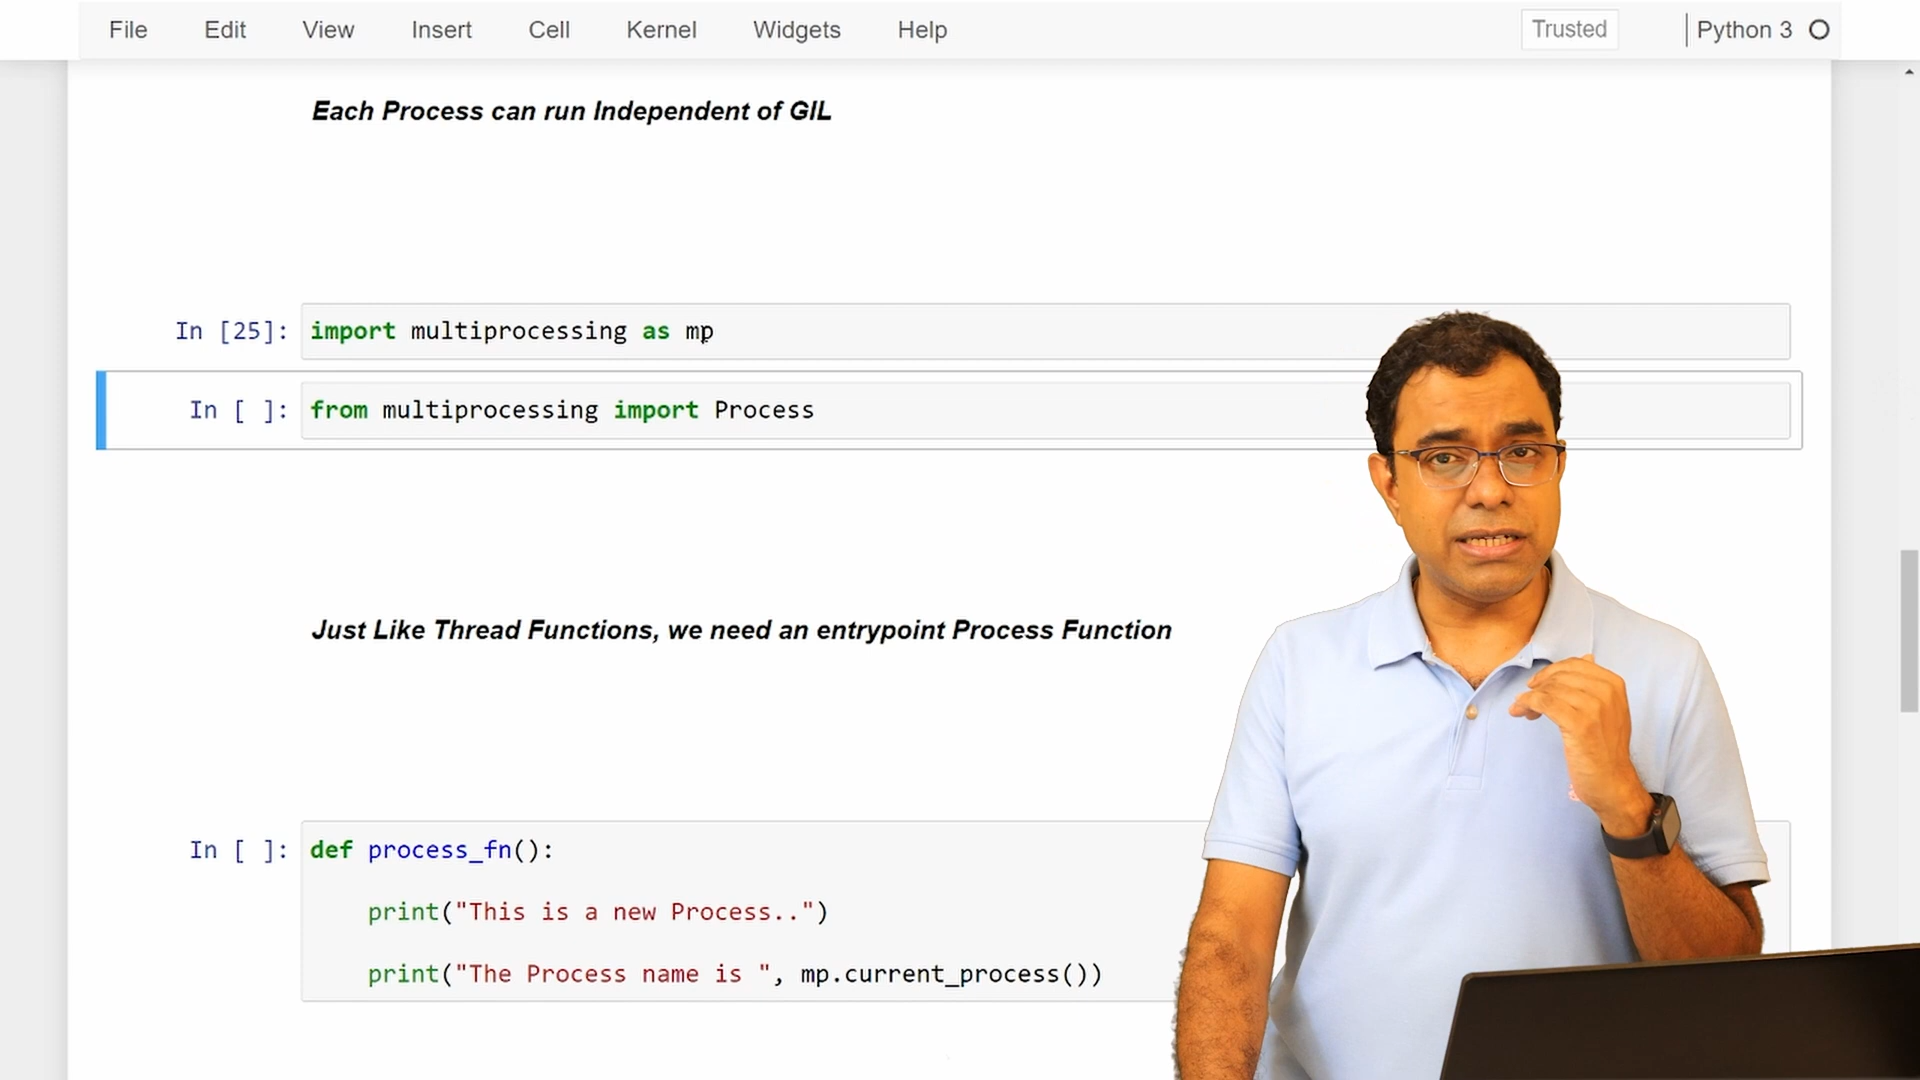 File Edit View Insert Cell Kernel Widgets Help Trusted Python 3
Each Process can run Independent of GIL
In [25]: import multiprocessing as mp
In [ ]: from multiprocessing import Process
Just Like Thread Functions, we need an entrypoint Process Function
In [ ]: def process_fn():
print("This is a new Process..")
print("The Process name is ", mp.current_process())